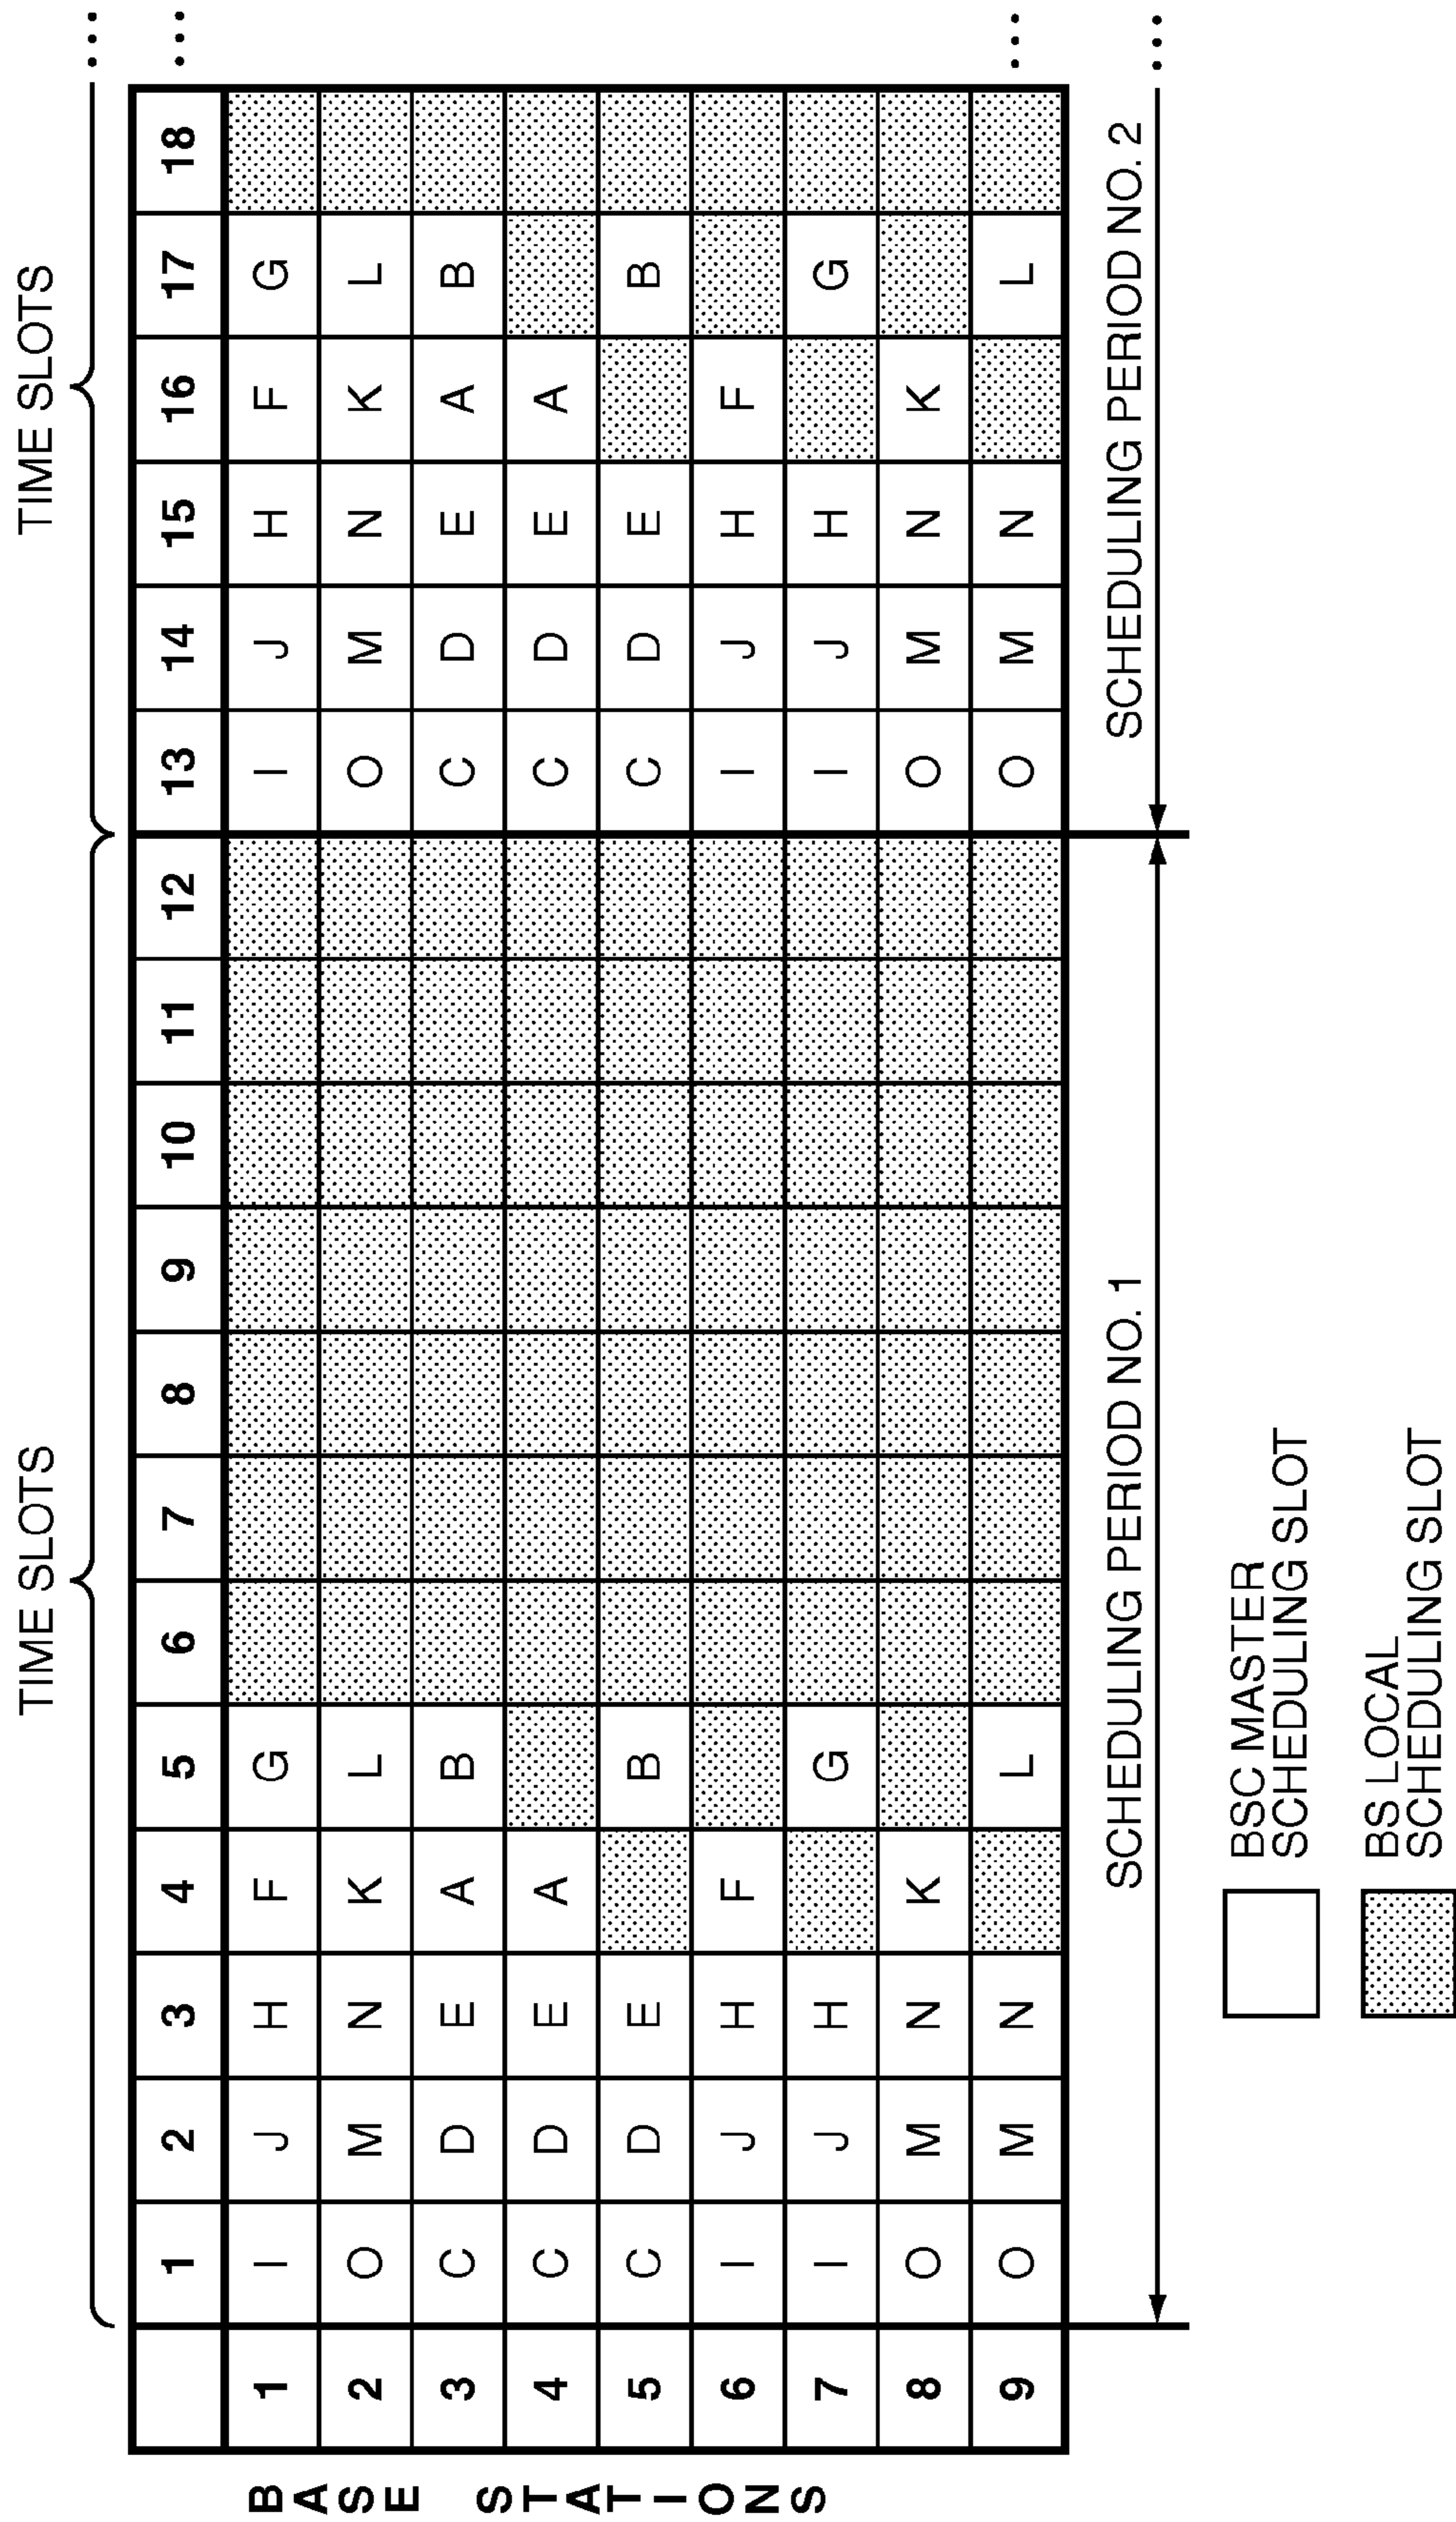 TIME SLOTS TIME SLOTS
1 2 3 4 5 6 7 8 9 10 11 12 13 14 15 16 17 18 ...
BASE STATIONS
1 I J H F G I J H F G
2 O M N K L O M N K L
3 C D E A B C D E A B
4 C D E A C D E A
5 C D E B C D E B
6 I J H F I J H F
7 I J H G I J H G
8 O M N K O M N K
9 O M N L O M N L ...
SCHEDULING PERIOD NO. 1 SCHEDULING PERIOD NO. 2 ...
BSC MASTER
SCHEDULING SLOT
BS LOCAL
SCHEDULING SLOT